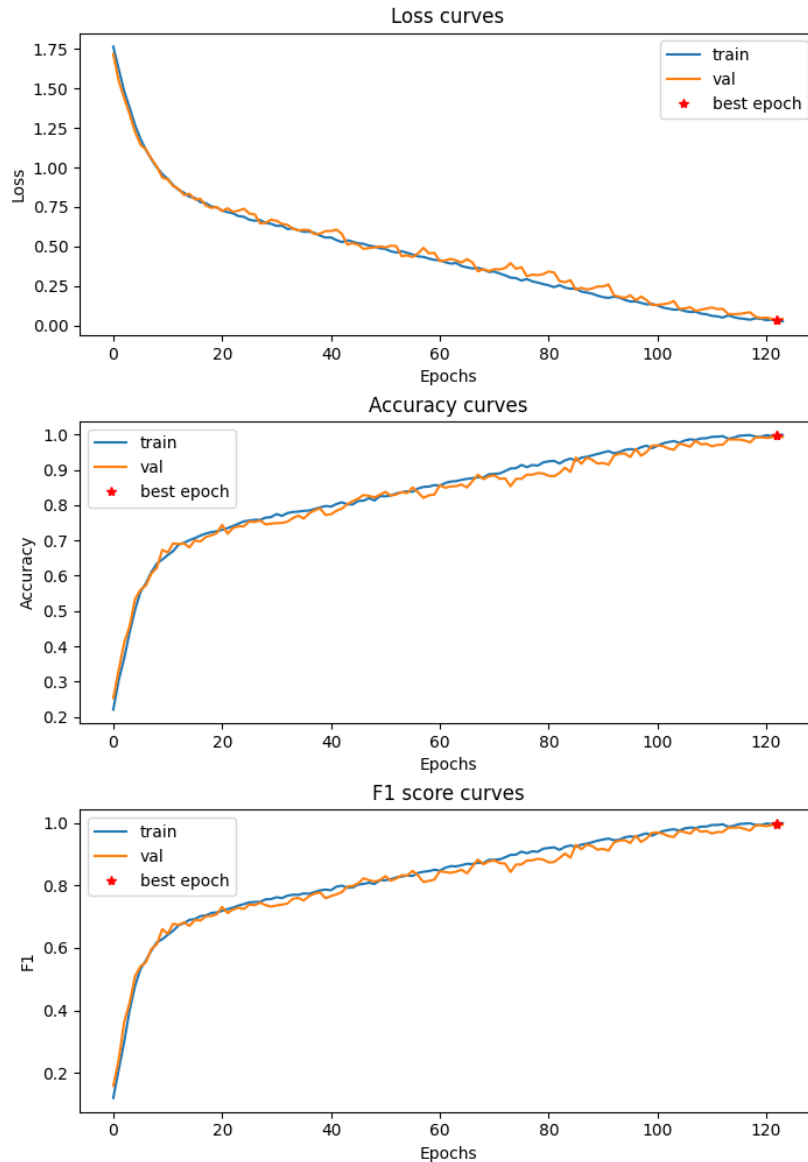 Loss curves
1.75
1.50
1.25
1.00
0.75
0.50
0.25
0.00
Loss
train
val
best epoch
0 20 40 60 80 100 120
Epochs
Accuracy curves
1.0
0.9
0.8
0.7
0.6
0.5
0.4
0.3
0.2
Accuracy
train
val
best epoch
0 20 40 60 80 100 120
Epochs
F1 score curves
1.0
0.8
0.6
0.4
0.2
F1
train
val
best epoch
0 20 40 60 80 100 120
Epochs